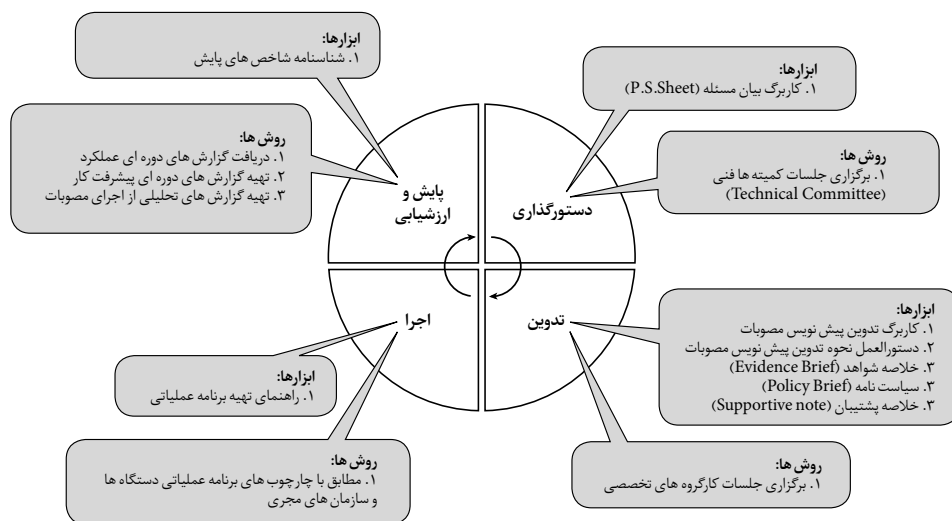 ابزارها:
۱. کاربرگ بیان مسئله (P.S.Sheet)
روش ها:
۱. برگزاری جلسات کمیته ها فنی
(Technical Committee)
دستورگذاری
ابزارها:
۱. شناسنامه شاخص های پایش
روش ها:
۱. دریافت گزارش های دوره ای عملکرد
۲. تهیه گزارش های دوره ای پیشرفت کار
۳. تهیه گزارش های تحلیلی از اجرای مصوبات
پایش و
ارزشیابی
تدوین
ابزارها:
۱. کاربرگ تدوین پیش نویس مصوبات
۲. دستورالعمل نحوه تدوین پیش نویس مصوبات
۳. خلاصه شواهد (Evidence Brief)
۳. سیاست نامه (Policy Brief)
۳. خلاصه پشتیبان (Supportive note)
روش ها:
۱. برگزاری جلسات کارگروه های تخصصی
اجرا
ابزارها:
۱. راهنمای تهیه برنامه عملیاتی
روش ها:
۱. مطابق با چارچوب های برنامه عملیاتی دستگاه ها
و سازمان های مجری